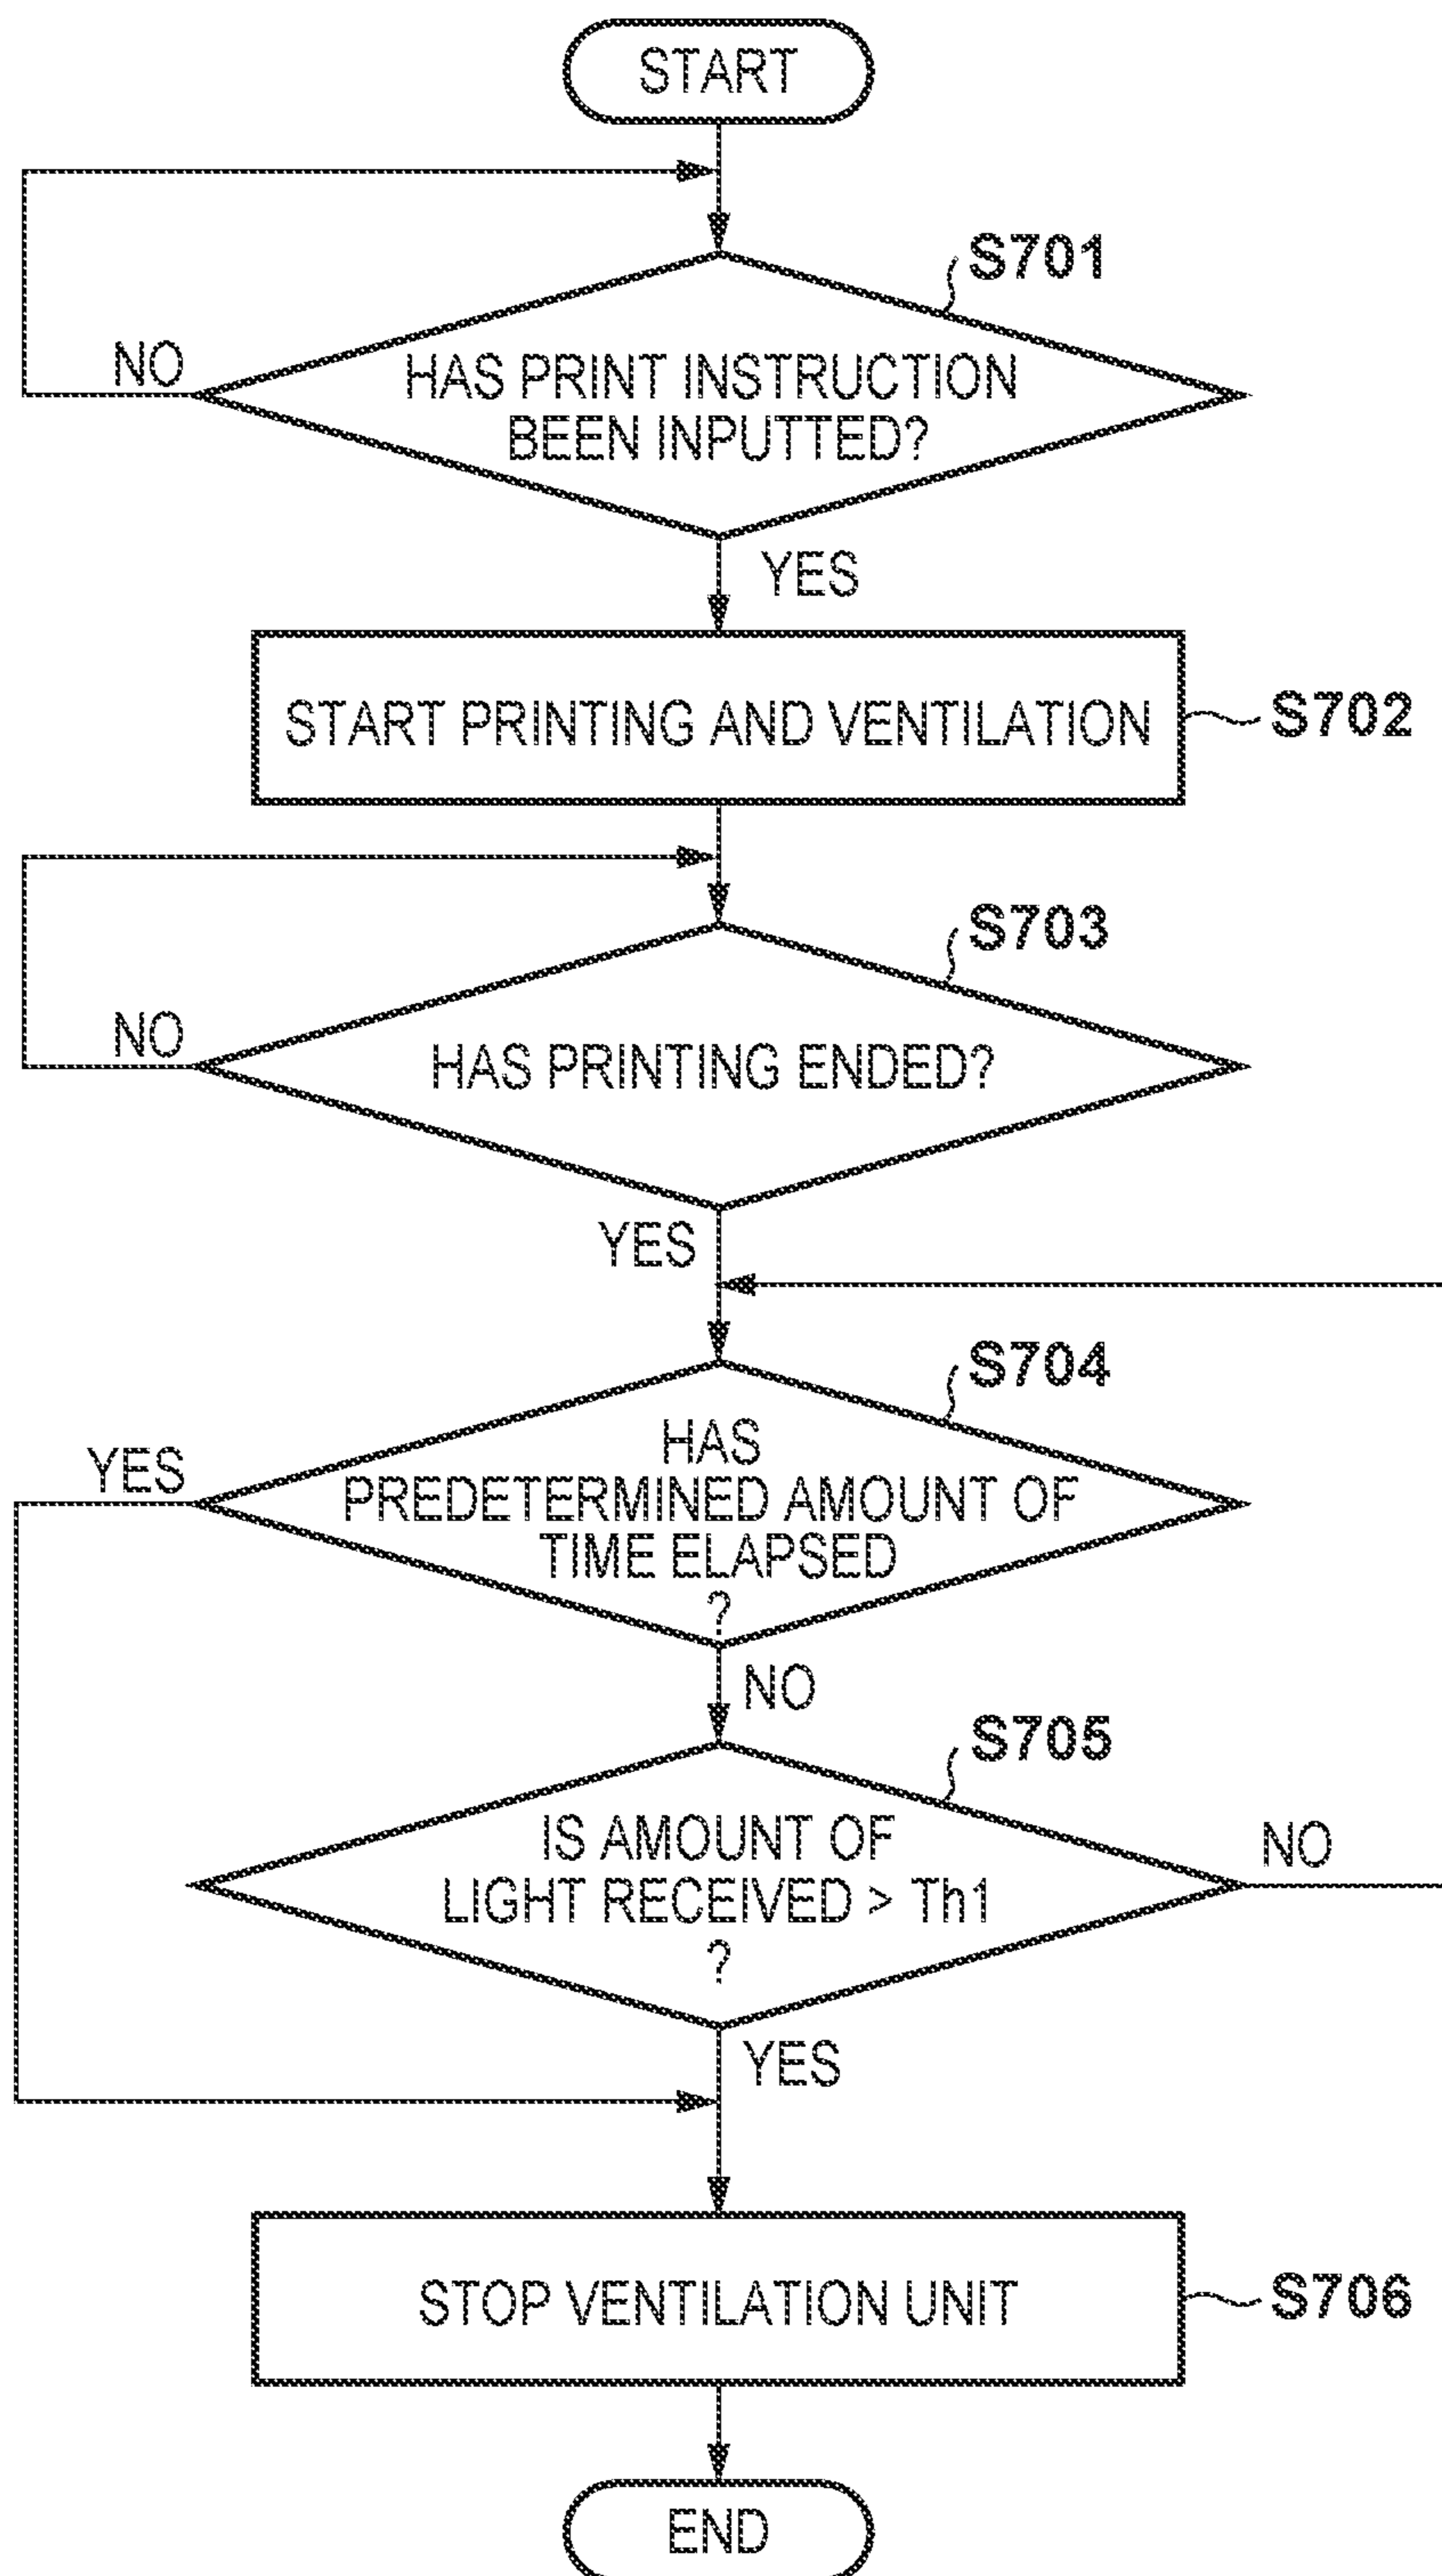 START
S701
NO
HAS PRINT INSTRUCTION
BEEN INPUTTED?
YES
START PRINTING AND VENTILATION
S702
S703
NO
HAS PRINTING ENDED?
YES
S704
YES
HAS
PREDETERMINED AMOUNT OF
TIME ELAPSED
?
NO
S705
IS AMOUNT OF
LIGHT RECEIVED > Th1
?
NO
YES
STOP VENTILATION UNIT
S706
END